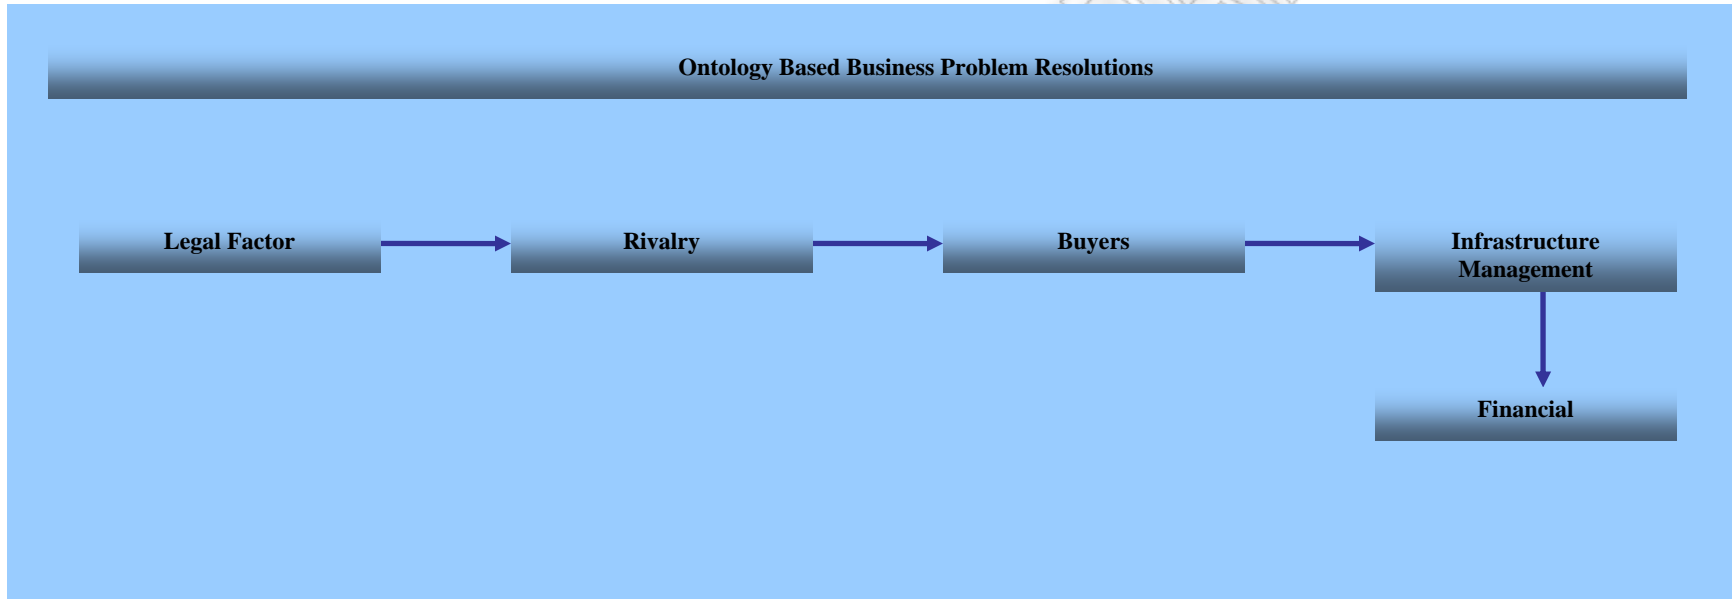 Ontology Based Business Problem Resolutions
Legal Factor
Rivalry
Buyers
Infrastructure
Management
Financial